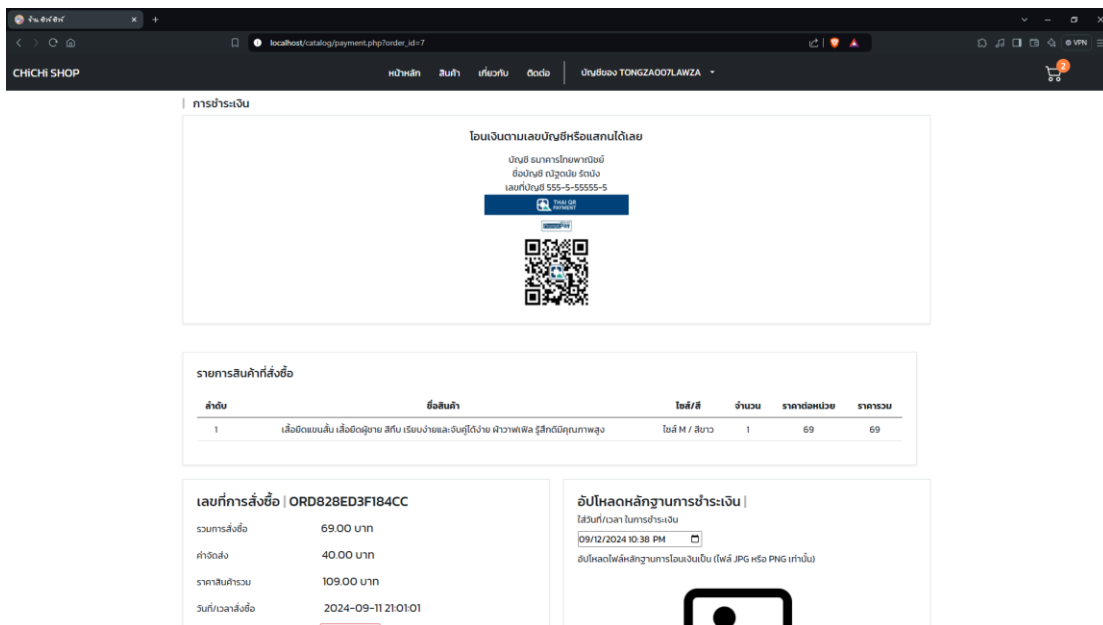 ร้าน ชิชิ ชิชิ
localhost/catalog/payment.php?order_id=7
VPN
CHiCHi SHOP
หน้าหลัก สินค้า เกี่ยวกับ ติดต่อ บัญชีของ TONGZA007LAWZA
2
การชำระเงิน
โอนเงินตามเลขบัญชีหรือแสกนได้เลย
บัญชี ธนาคารไทยพาณิชย์
ชื่อบัญชี ณัฐดนัย รัตนัง
เลขที่บัญชี 555-5-55555-5
THAI QR
PAYMENT
รายการสินค้าที่สั่งซื้อ
ลำดับ ชื่อสินค้า ไซส์/สี จำนวน ราคาต่อหน่วย ราคารวม
1 เสื้อยืดแขนสั้น เสื้อยืดผู้ชาย สีทึบ เรียบง่ายและจับคู่ได้ง่าย ผ้าวาฟเฟิล รู้สึกดีมีคุณภาพสูง ไซส์ M / สีขาว 1 69 69
เลขที่การสั่งซื้อ | ORD828ED3F184CC
รวมการสั่งซื้อ 69.00 บาท
ค่าจัดส่ง 40.00 บาท
ราคาสินค้ารวม 109.00 บาท
วันที่/เวลาสั่งซื้อ 2024-09-11 21:01:01
อัปโหลดหลักฐานการชำระเงิน |
ใส่วันที่/เวลา ในการชำระเงิน
09/12/2024 10:38 PM
อัปโหลดไฟล์หลักฐานการโอนเงินเป็น (ไฟล์ JPG หรือ PNG เท่านั้น)